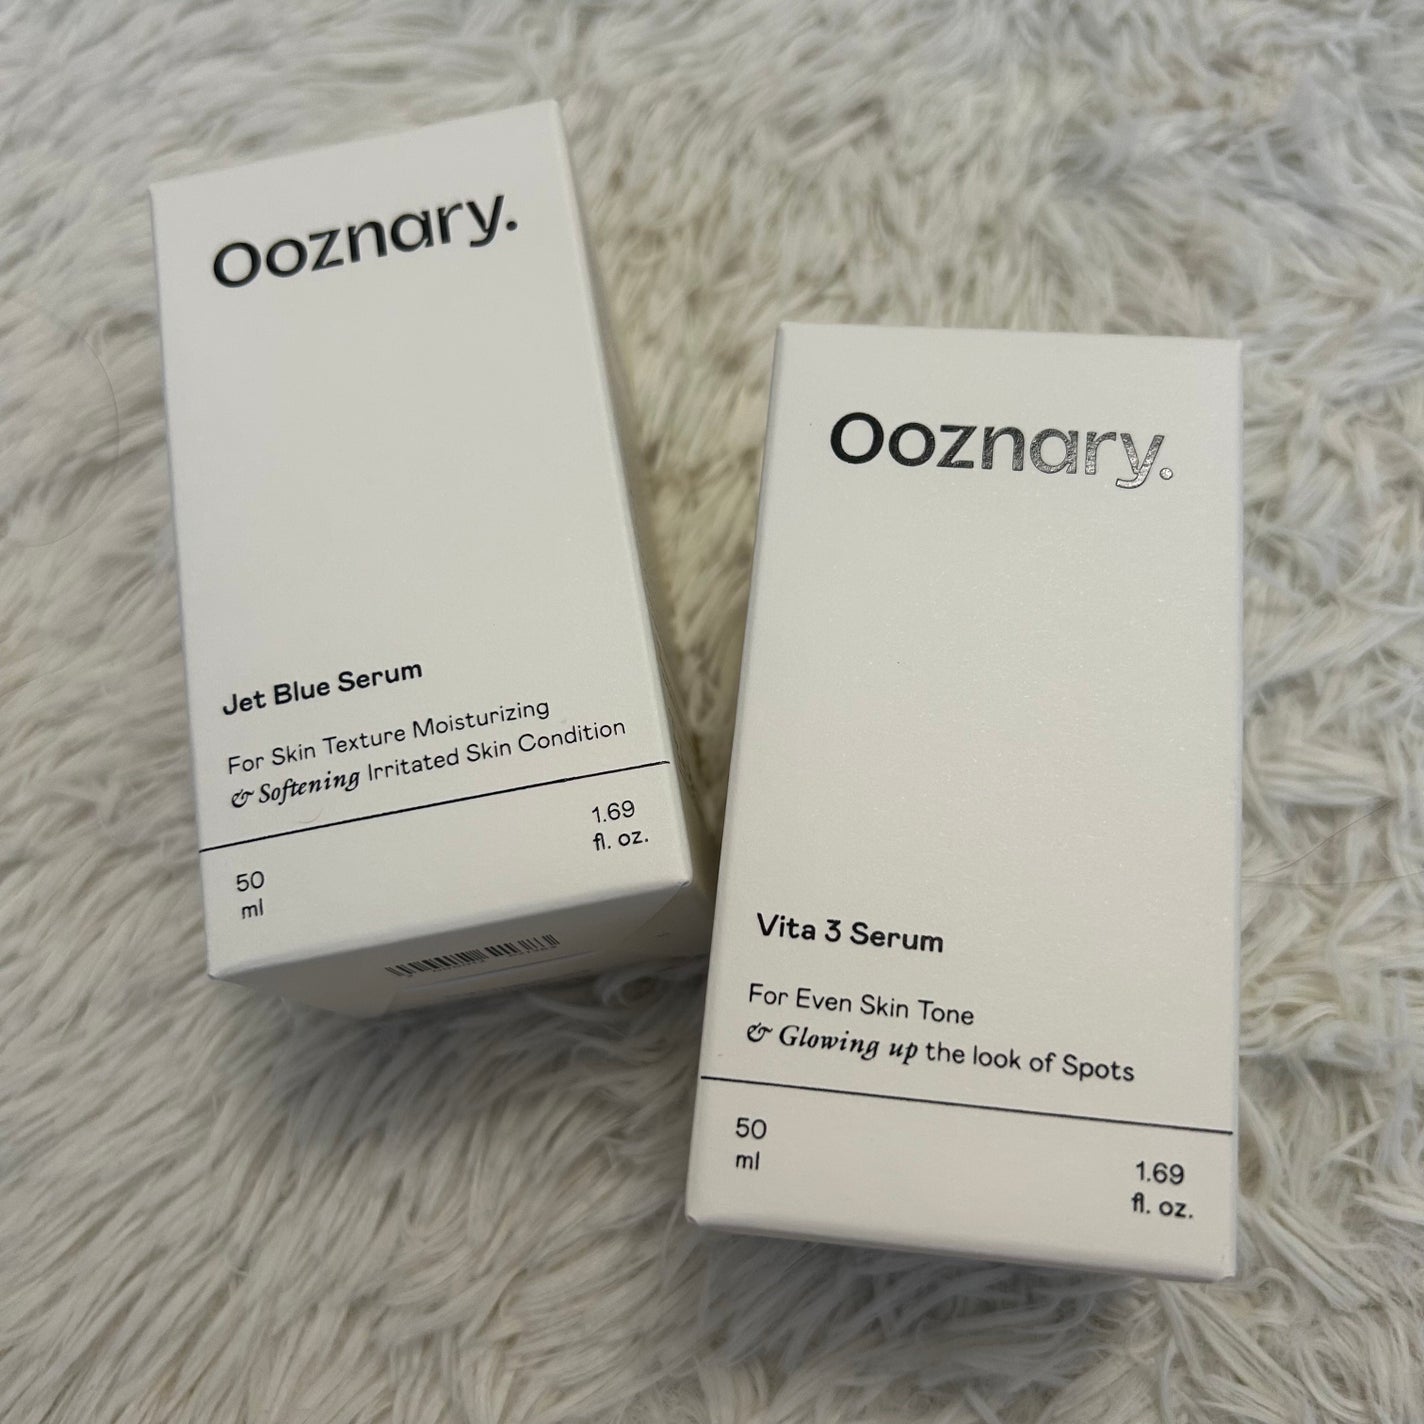 Ooznary.
Jet Blue Serum
For Skin Texture Moisturizing
& Softening Irritated Skin Condition
50
ml
1.69
fl. oz.
Ooznary.
Vita 3 Serum
For Even Skin Tone
& Glowing up the look of Spots
50
ml
1.69
fl. oz.